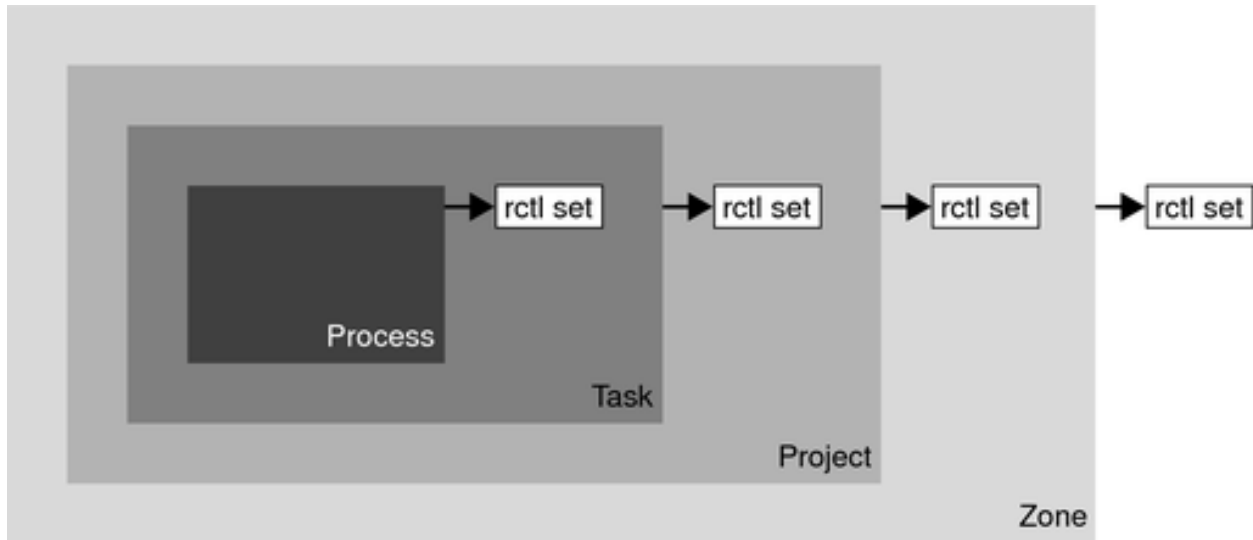 rctl set
rctl set
rctl set
rctl set
Process
Task
Project
Zone